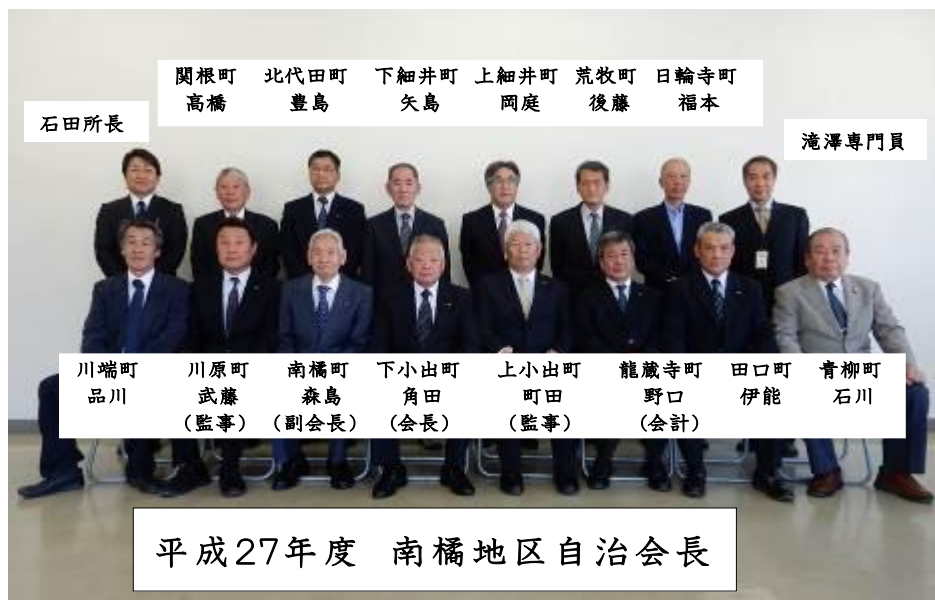 関根町 北代田町 下細井町 上細井町 荒牧町 日輪寺町
高橋 豊島 矢島 岡庭 後藤 福本
石田所長
滝澤専門員
川端町 川原町 南橘町 下小出町 上小出町 龍蔵寺町 田口町 青柳町
品川 武藤 森島 角田 町田 野口 伊能 石川
（監事） （副会長） （会長） （監事） （会計）
平成27年度 南橘地区自治会長